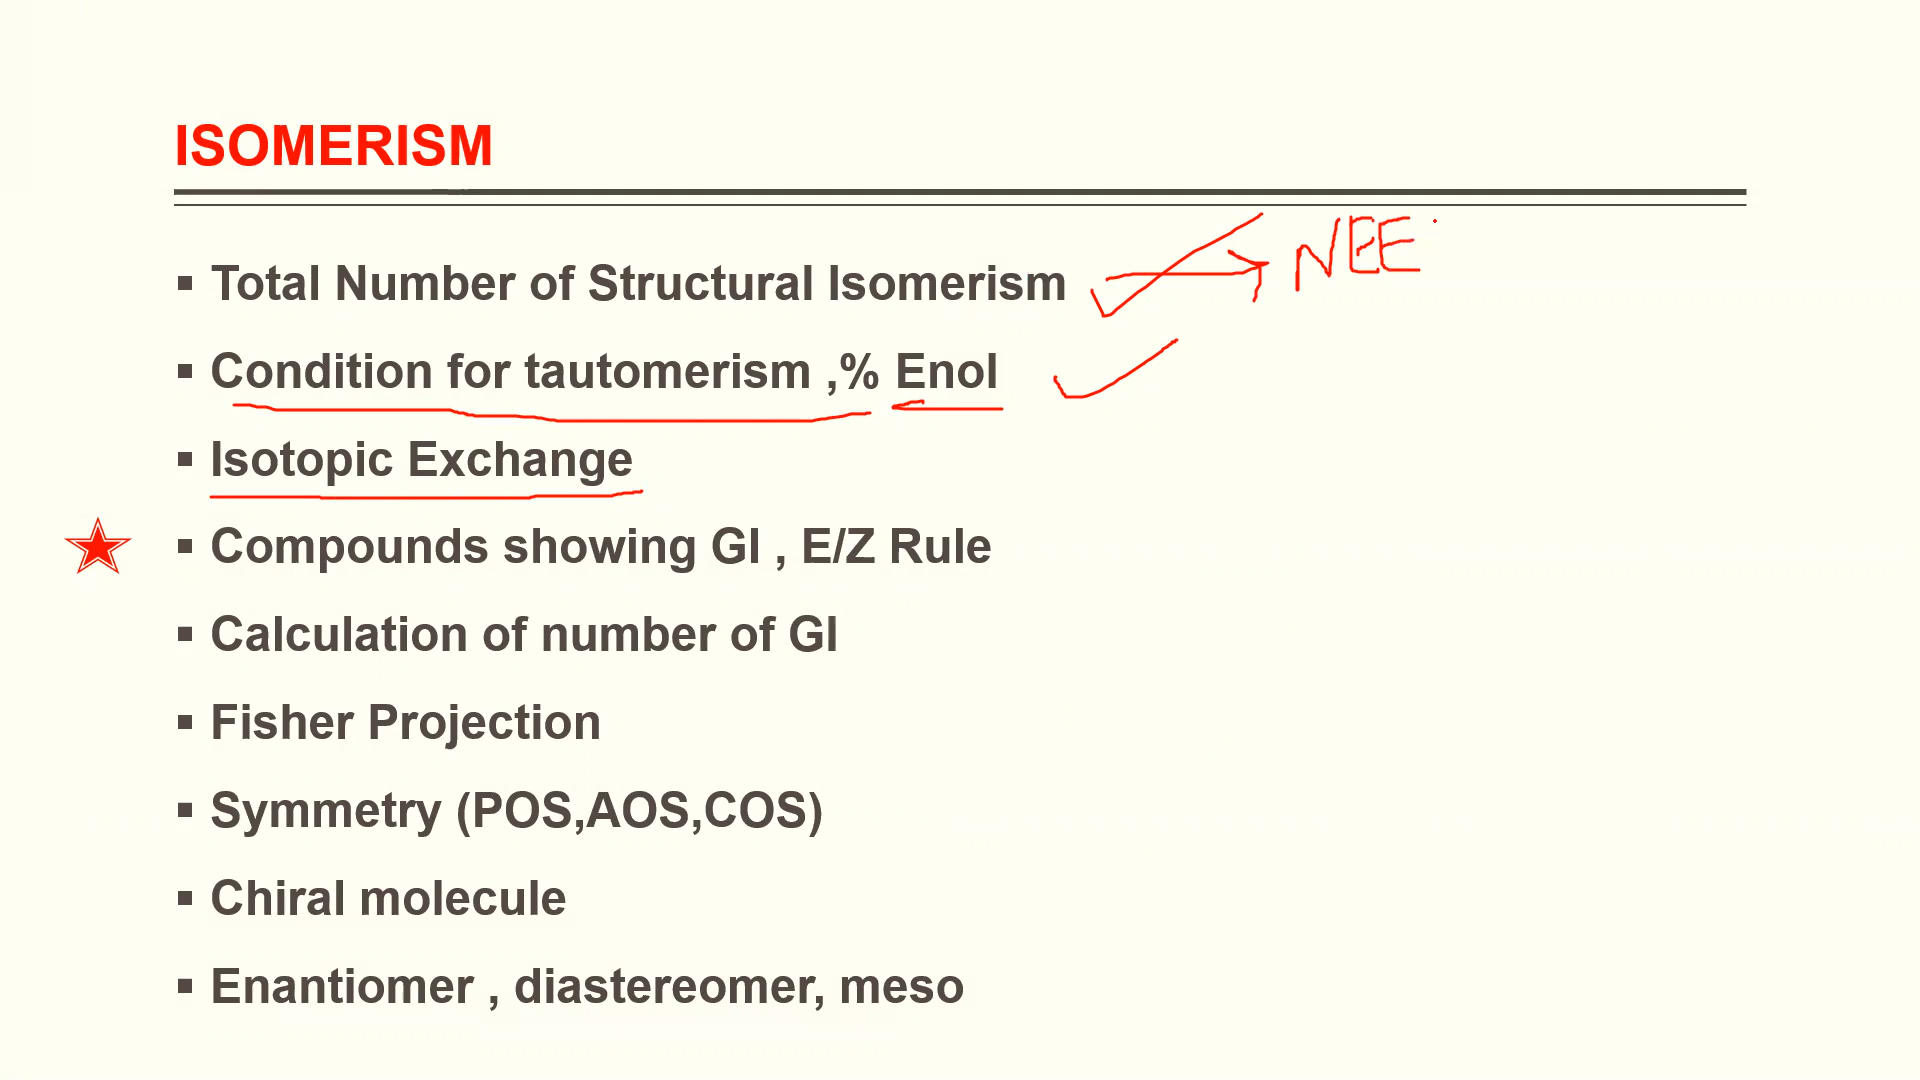 ISOMERISM
Total Number of Structural Isomerism
NEE
Condition for tautomerism ,% Enol
Isotopic Exchange
Compounds showing GI , E/Z Rule
Calculation of number of GI
Fisher Projection
Symmetry (POS,AOS,COS)
Chiral molecule
Enantiomer , diastereomer, meso